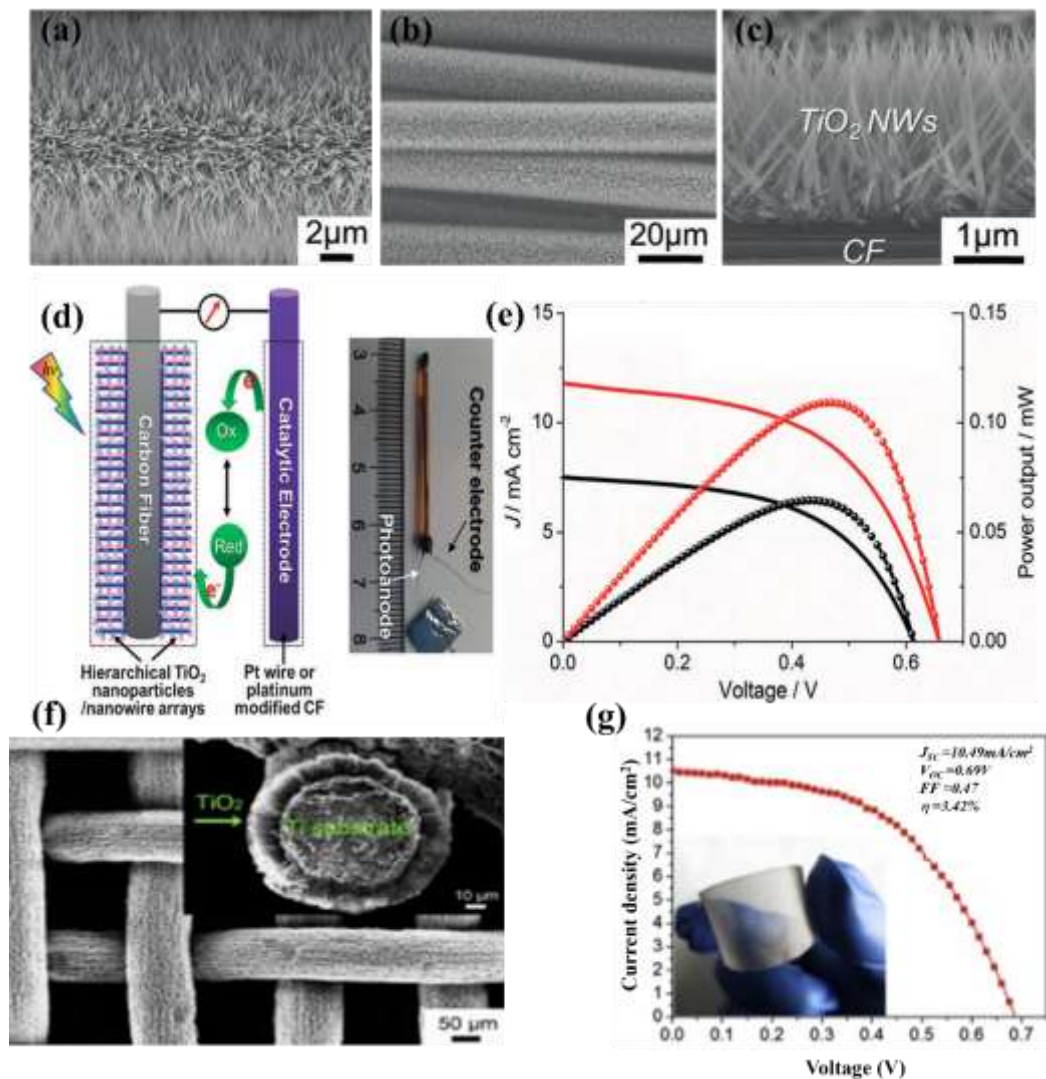 (a)
2μm
(b)
20μm
(c)
TiO2 NWs
CF
1μm
(d)
hν
Carbon Fiber
e-
Ox
Red
e-
Catalytic Electrode
Hierarchical TiO2
nanoparticles
/nanowire arrays
Pt wire or
platinum
modified CF
3
4
5
6
7
8
Photoanode
Counter electrode
(e)
15
10
5
0
J / mA cm-2
0.0
0.2
0.4
0.6
Voltage / V
0.15
0.10
0.05
0.00
Power output / mW
(f)
TiO2
Ti substrate
10 μm
50 μm
(g)
12
11
10
9
8
7
6
5
4
3
2
1
0
Current density (mA/cm2)
JSC=10.49mA/cm2
VOC=0.69V
FF=0.47
η=3.42%
0.0
0.1
0.2
0.3
0.4
0.5
0.6
0.7
Voltage (V)